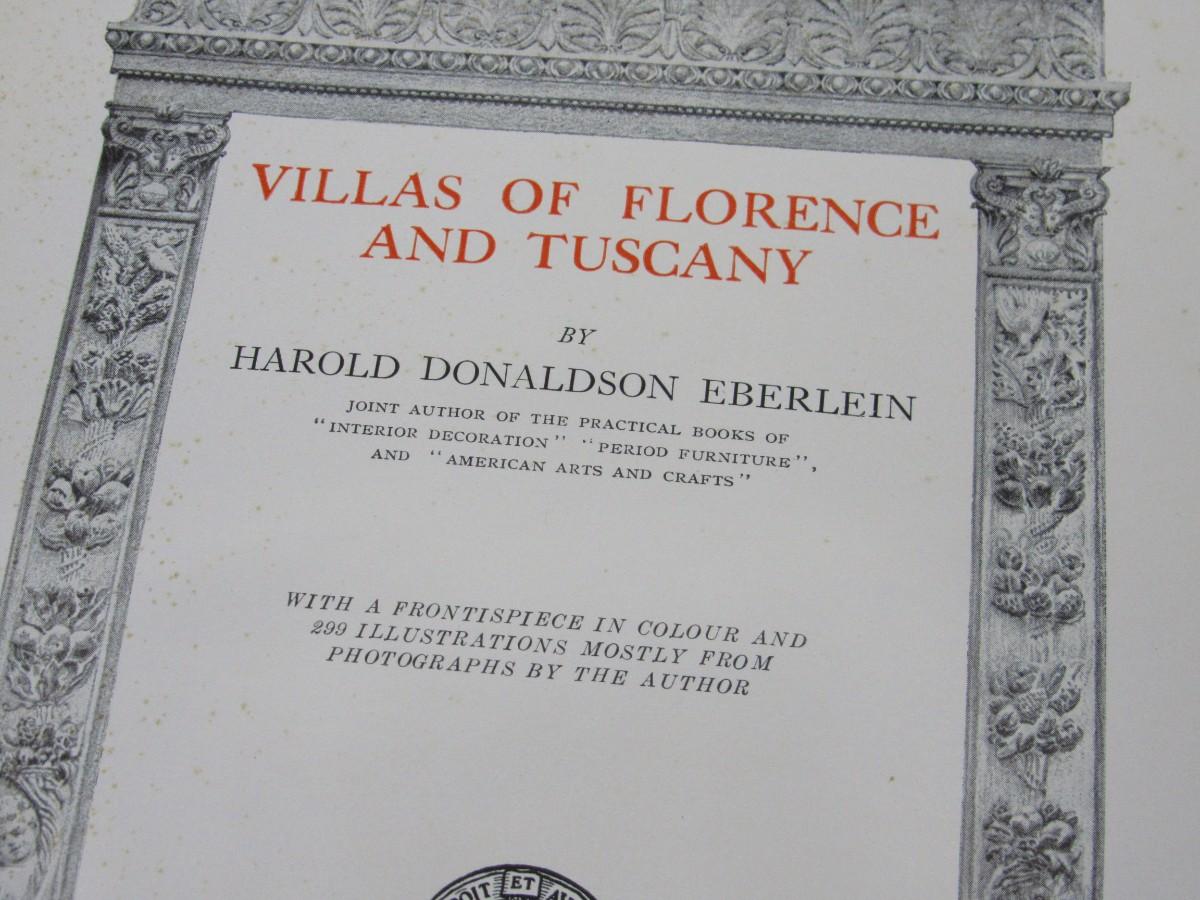 VILLAS OF FLORENCE
AND TUSCANY
BY
HAROLD DONALDSON EBERLEIN
JOINT AUTHOR OF THE PRACTICAL BOOKS OF
"INTERIOR DECORATION" "PERIOD FURNITURE",
AND "AMERICAN ARTS AND CRAFTS"
WITH A FRONTISPIECE IN COLOUR AND
299 ILLUSTRATIONS MOSTLY FROM
PHOTOGRAPHS BY THE AUTHOR
ET